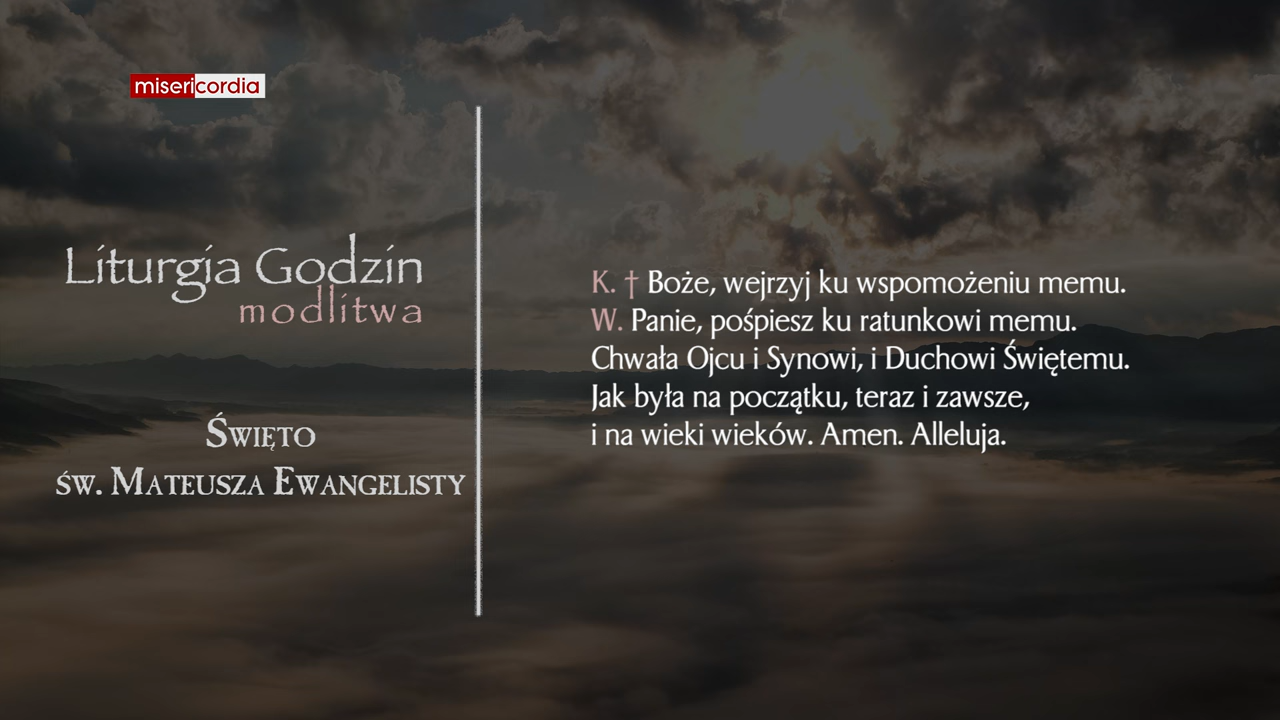 misericordia
Liturgia Godzin
modlitwa
Święto
św. Mateusza Ewangelisty
K. † Boże, wejrzyj ku wspomożeniu memu.
W. Panie, pośpiesz ku ratunkowi memu.
Chwała Ojcu i Synowi, i Duchowi Świętemu.
Jak była na początku, teraz i zawsze,
i na wieki wieków. Amen. Alleluja.